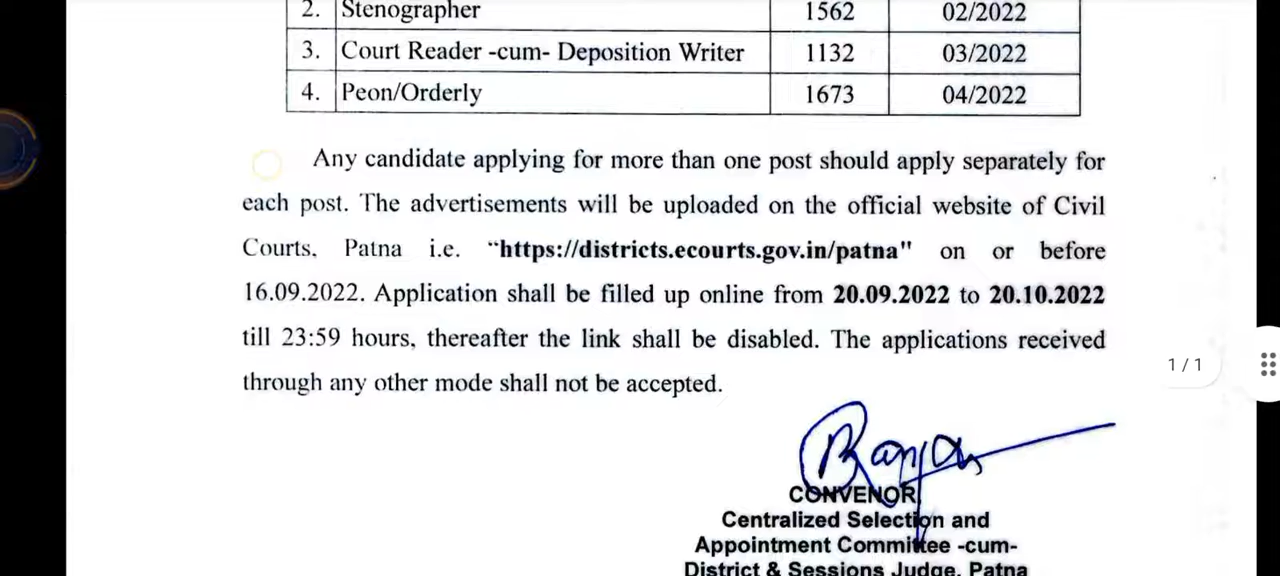 2. Stenographer 1562 02/2022
3. Court Reader -cum- Deposition Writer 1132 03/2022
4. Peon/Orderly 1673 04/2022
Any candidate applying for more than one post should apply separately for
each post. The advertisements will be uploaded on the official website of Civil
Courts, Patna i.e. "https://districts.ecourts.gov.in/patna" on or before
16.09.2022. Application shall be filled up online from 20.09.2022 to 20.10.2022
till 23:59 hours, thereafter the link shall be disabled. The applications received
through any other mode shall not be accepted.
1 / 1
CONVENOR
Centralized Selection and
Appointment Committee -cum-
District & Sessions Judge, Patna